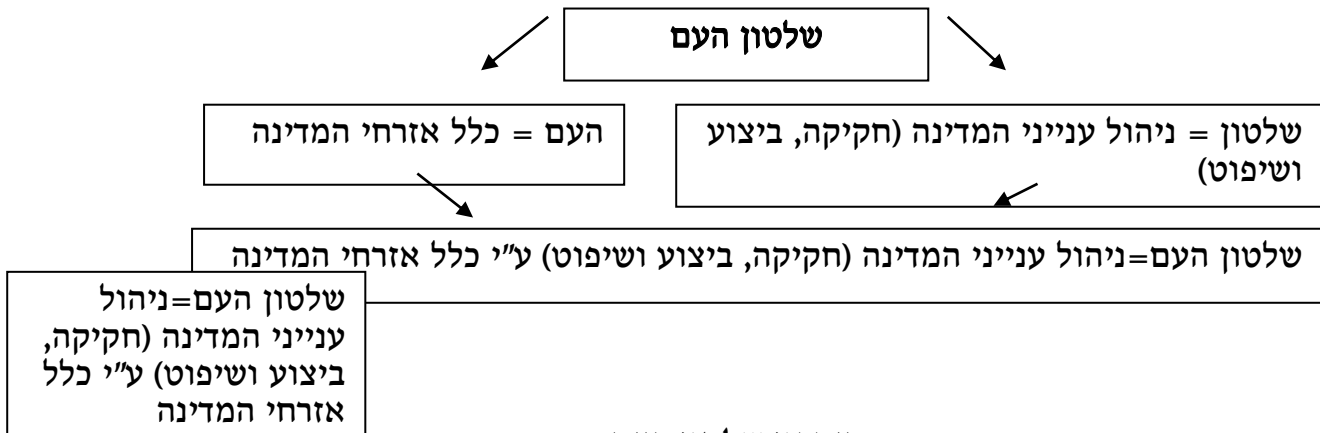 שלטון העם
שלטון = ניהול ענייני המדינה (חקיקה, ביצוע
ושיפוט)
העם = כלל אזרחי המדינה
שלטון העם=ניהול ענייני המדינה (חקיקה, ביצוע ושיפוט) ע"י כלל אזרחי המדינה
שלטון העם=ניהול
ענייני המדינה (חקיקה,
ביצוע ושיפוט) ע"י כלל
אזרחי המדינה